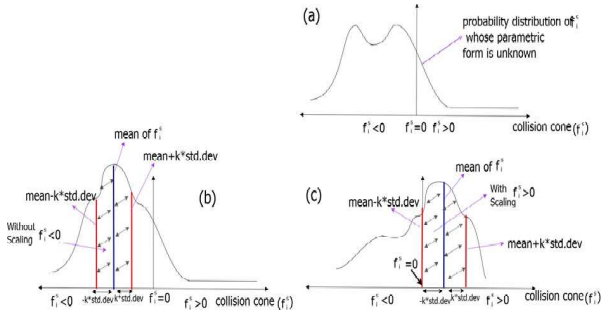 (a)
probability distribution of f_i^s
whose parametric
form is unknown
f_i^s<0 f_i^s=0 f_i^s>0 collision cone (f_i^s)
mean of f_i^s
mean+k*std.dev
mean-k*std.dev
(b)
Without
Scaling
f_i^s<0
f_i^s<0 -k*std.dev k*std.dev f_i^s=0 f_i^s>0 collision cone (f_i^s)
mean of f_i^s
mean-k*std.dev
(c)
With
Scaling
f_i^s>0
mean+k*std.dev
f_i^s=0
f_i^s<0 -k*std.dev k*std.dev f_i^s>0
collision cone (f_i^s)